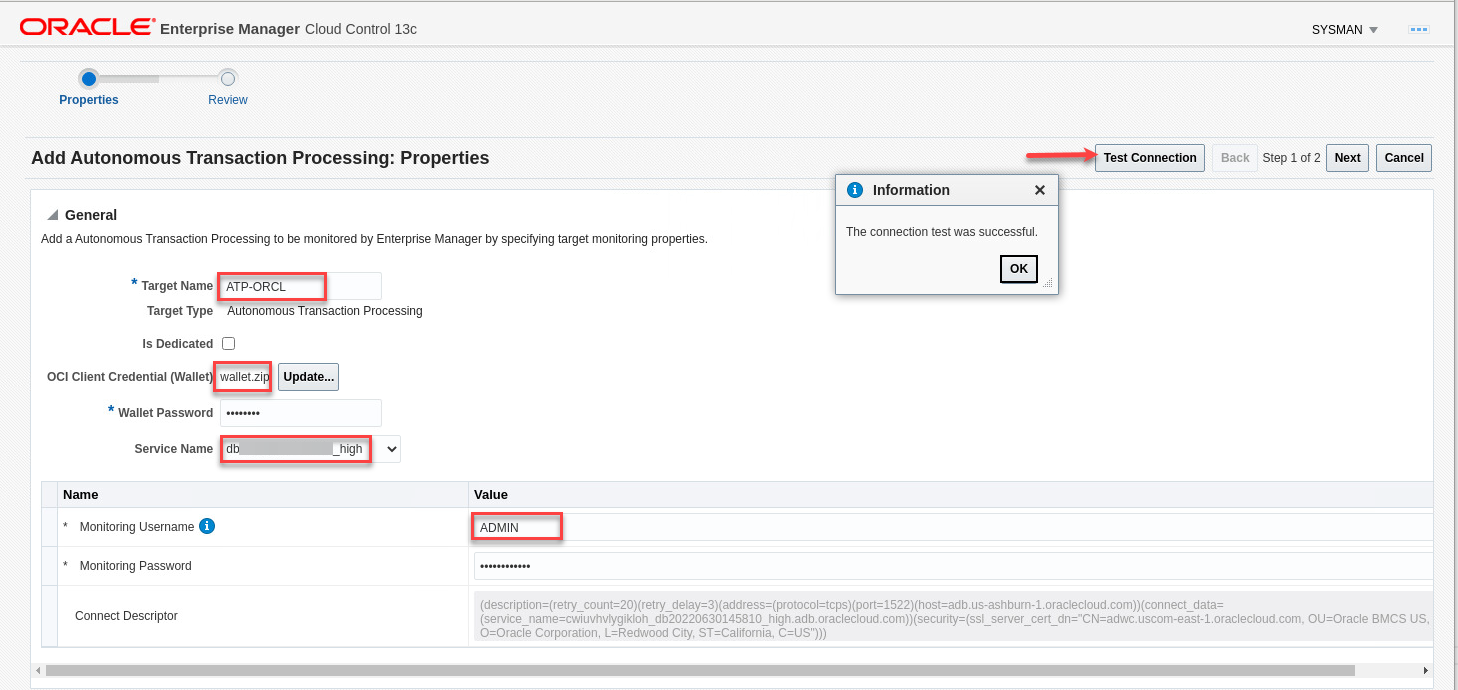 ORACLE Enterprise Manager Cloud Control 13c
SYSMAN
Properties
Review
Add Autonomous Transaction Processing: Properties
Test Connection
Back
Step 1 of 2
Next
Cancel
Information
The connection test was successful.
OK
General
Add a Autonomous Transaction Processing to be monitored by Enterprise Manager by specifying target monitoring properties.
* Target Name ATP-ORCL
Target Type Autonomous Transaction Processing
Is Dedicated
OCI Client Credential (Wallet) wallet.zip Update...
* Wallet Password ••••••••
Service Name db _high
Name Value
* Monitoring Username ADMIN
* Monitoring Password ••••••••••••
Connect Descriptor
(description=(retry_count=20)(retry_delay=3)(address=(protocol=tcps)(port=1522)(host=adb.us-ashburn-1.oraclecloud.com))(connect_data=
(service_name=cwiuvhvlygikloh_db20220630145810_high.adb.oraclecloud.com))(security=(ssl_server_cert_dn="CN=adwc.uscom-east-1.oraclecloud.com, OU=Oracle BMCS US,
O=Oracle Corporation, L=Redwood City, ST=California, C=US")))